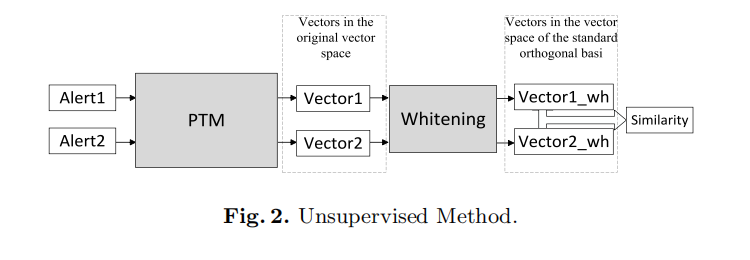 Vectors in the
original vector
space
Vectors in the vector
space of the standard
orthogonal basi
Alert1
Alert2
PTM
Vector1
Vector2
Whitening
Vector1_wh
Vector2_wh
Similarity
Fig. 2. Unsupervised Method.